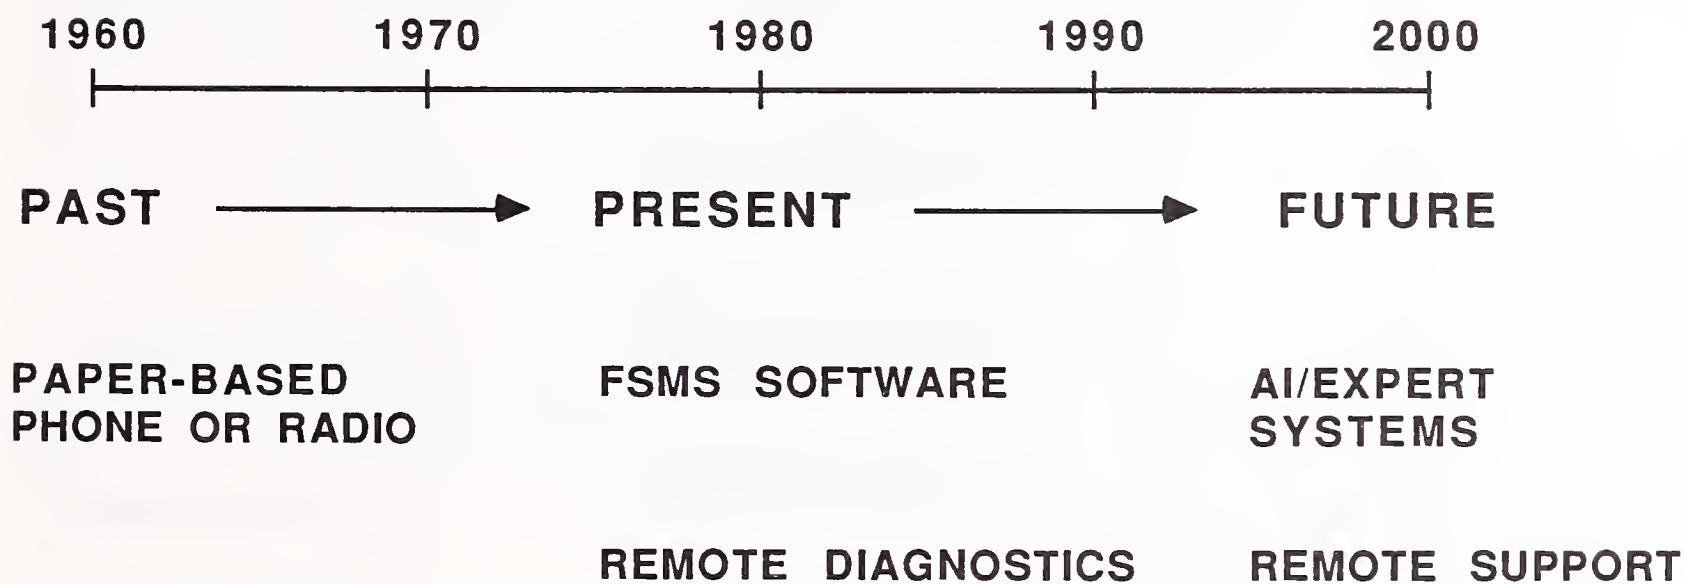 1960 1970 1980 1990 2000
PAST PRESENT FUTURE
PAPER-BASED
PHONE OR RADIO
FSMS SOFTWARE
AI/EXPERT
SYSTEMS
REMOTE DIAGNOSTICS
REMOTE SUPPORT